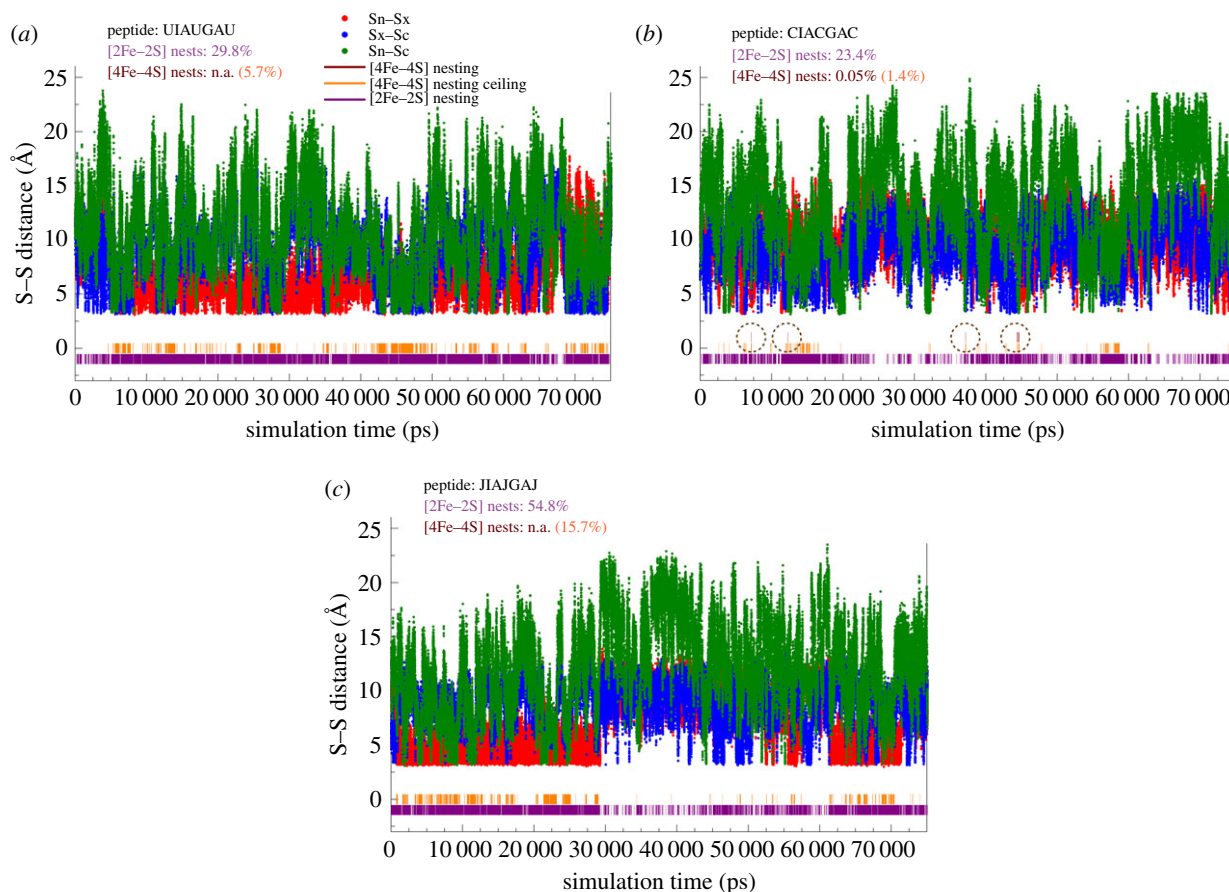 (a)
peptide: UIAUGAU
[2Fe–2S] nests: 29.8%
[4Fe–4S] nests: n.a. (5.7%)
Sn–Sx
Sx–Sc
Sn–Sc
[4Fe–4S] nesting
[4Fe–4S] nesting ceiling
[2Fe–2S] nesting
25
20
15
10
5
0
S–S distance (Å)
0 10 000 20 000 30 000 40 000 50 000 60 000 70 000
simulation time (ps)
(b)
peptide: CIACGAC
[2Fe–2S] nests: 23.4%
[4Fe–4S] nests: 0.05% (1.4%)
25
20
15
10
5
0
0 10 000 20 000 30 000 40 000 50 000 60 000 70 000
simulation time (ps)
(c)
peptide: JIAJGAJ
[2Fe–2S] nests: 54.8%
[4Fe–4S] nests: n.a. (15.7%)
25
20
15
10
5
0
S–S distance (Å)
0 10 000 20 000 30 000 40 000 50 000 60 000 70 000
simulation time (ps)